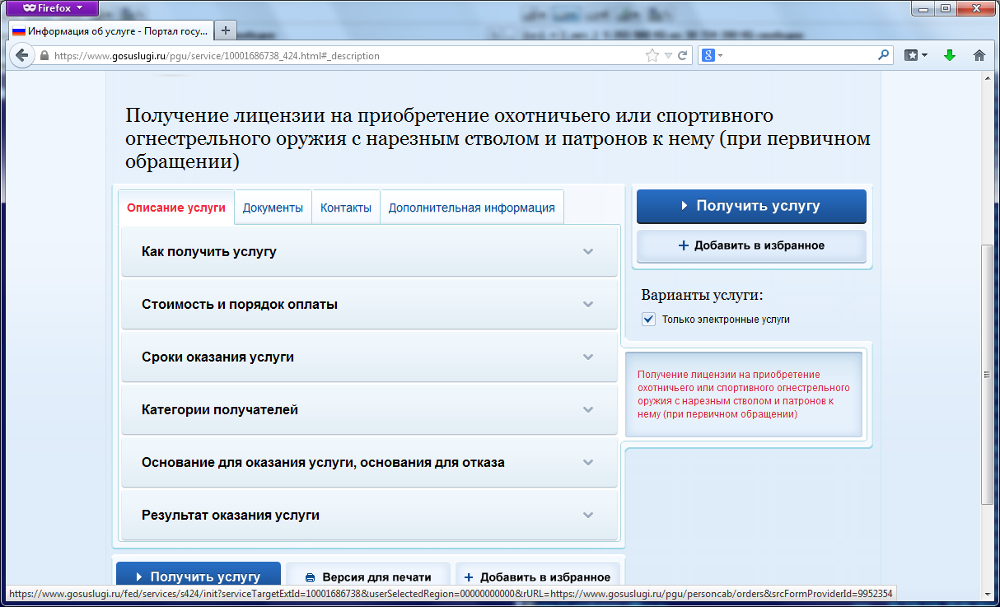 Firefox
Информация об услуге - Портал госу...
https://www.gosuslugi.ru/pgu/service/10001686738_424.html#_description
8
Получение лицензии на приобретение охотничьего или спортивного
огнестрельного оружия с нарезным стволом и патронов к нему (при первичном
обращении)
Описание услуги
Документы
Контакты
Дополнительная информация
Как получить услугу
Стоимость и порядок оплаты
Сроки оказания услуги
Категории получателей
Основание для оказания услуги, основания для отказа
Результат оказания услуги
Получить услугу
Добавить в избранное
Варианты услуги:
Только электронные услуги
Получение лицензии на приобретение
охотничьего или спортивного огнестрельного
оружия с нарезным стволом и патронов к
нему (при первичном обращении)
Получить услугу
Версия для печати
Добавить в избранное
https://www.gosuslugi.ru/fed/services/s424/init?serviceTargetExtId=10001686738&userSelectedRegion=00000000000&rURL=https://www.gosuslugi.ru/pgu/personcab/orders&srcFormProviderId=9952354